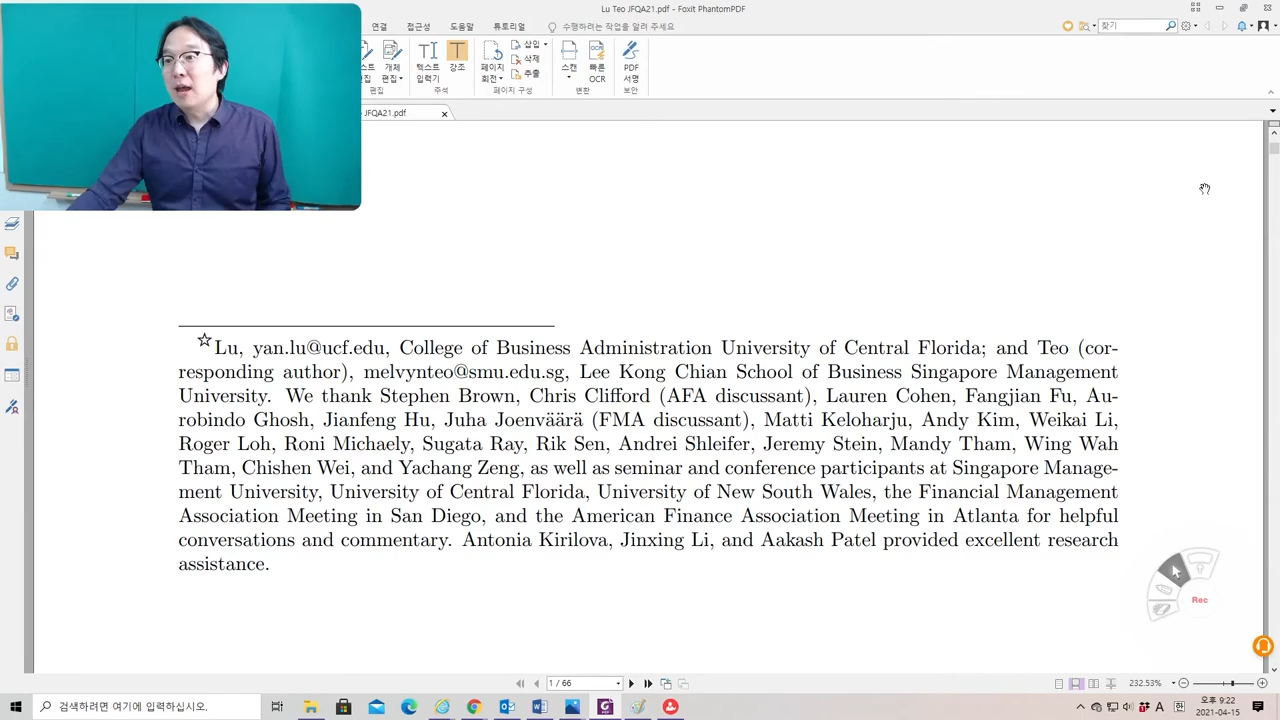 Lu Teo JFQA21.pdf - Foxit PhantomPDF
연결 접근성 도움말 튜토리얼 수행하려는 작업을 알려 주세요 찾기
편집 개체 편집 텍스트 입력기 강조 페이지 회전 삽입 삭제 추출 스캔 빠른 OCR PDF 서명
편집 주석 페이지 구성 변환 보안
JFQA21.pdf
☆Lu, yan.lu@ucf.edu, College of Business Administration University of Central Florida; and Teo (cor-
responding author), melvynteo@smu.edu.sg, Lee Kong Chian School of Business Singapore Management
University. We thank Stephen Brown, Chris Clifford (AFA discussant), Lauren Cohen, Fangjian Fu, Au-
robindo Ghosh, Jianfeng Hu, Juha Joenväärä (FMA discussant), Matti Keloharju, Andy Kim, Weikai Li,
Roger Loh, Roni Michaely, Sugata Ray, Rik Sen, Andrei Shleifer, Jeremy Stein, Mandy Tham, Wing Wah
Tham, Chishen Wei, and Yachang Zeng, as well as seminar and conference participants at Singapore Manage-
ment University, University of Central Florida, University of New South Wales, the Financial Management
Association Meeting in San Diego, and the American Finance Association Meeting in Atlanta for helpful
conversations and commentary. Antonia Kirilova, Jinxing Li, and Aakash Patel provided excellent research
assistance.
Rec
1 / 66
232.53%
검색하려면 여기에 입력하십시오.
A 한 오후 9:22
2021-04-15